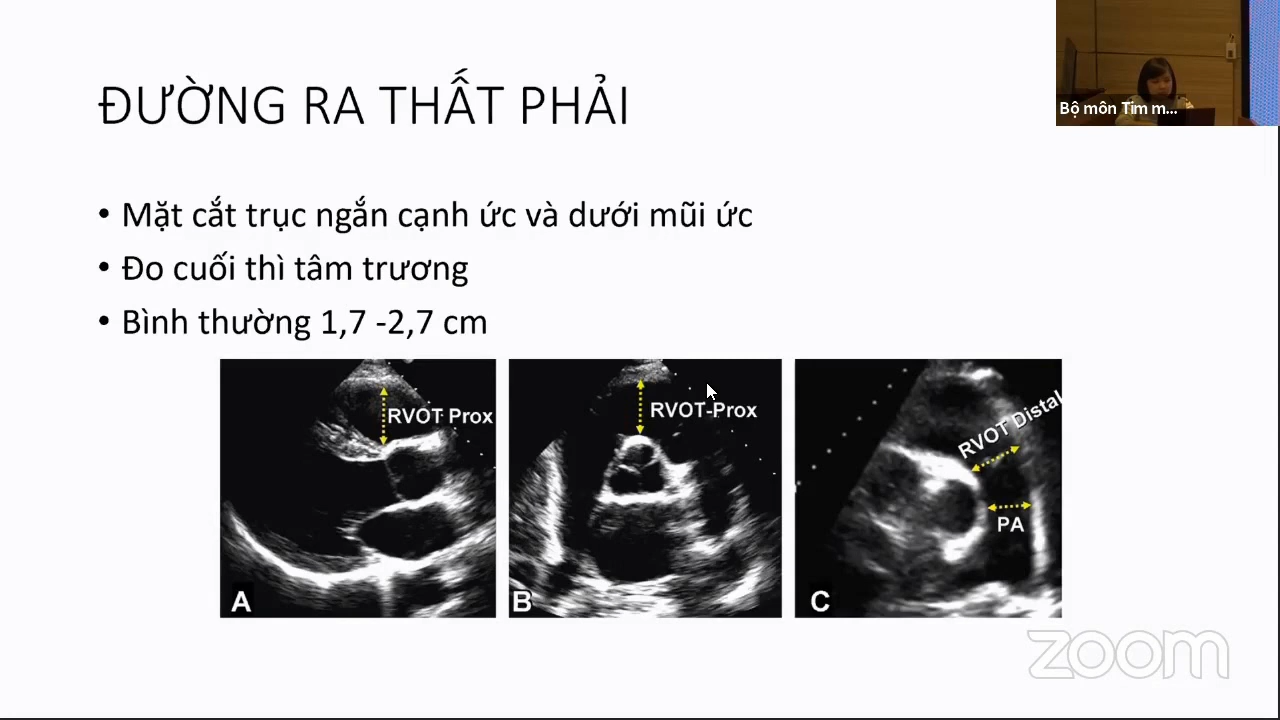 ĐƯỜNG RA THẤT PHẢI
Bộ môn Tim m...
• Mặt cắt trục ngắn cạnh ức và dưới mũi ức
• Đo cuối thì tâm trương
• Bình thường 1,7 -2,7 cm
RVOT Prox
A
RVOT-Prox
B
RVOT Distal
PA
C
zoom